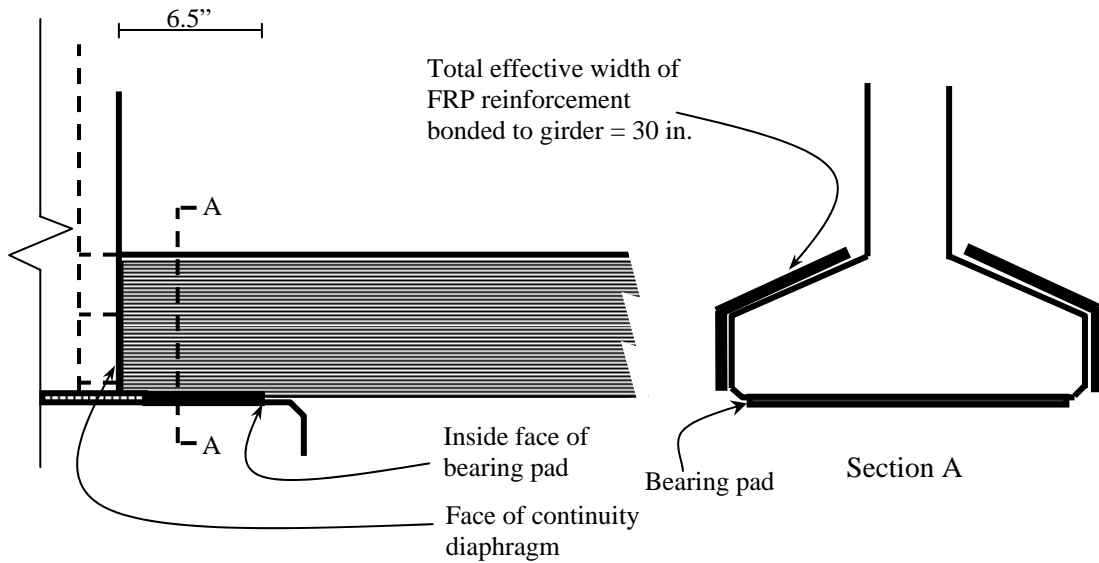 6.5”
Total effective width of
FRP reinforcement
bonded to girder = 30 in.
A
A
Inside face of
bearing pad
Face of continuity
diaphragm
Bearing pad
Section A